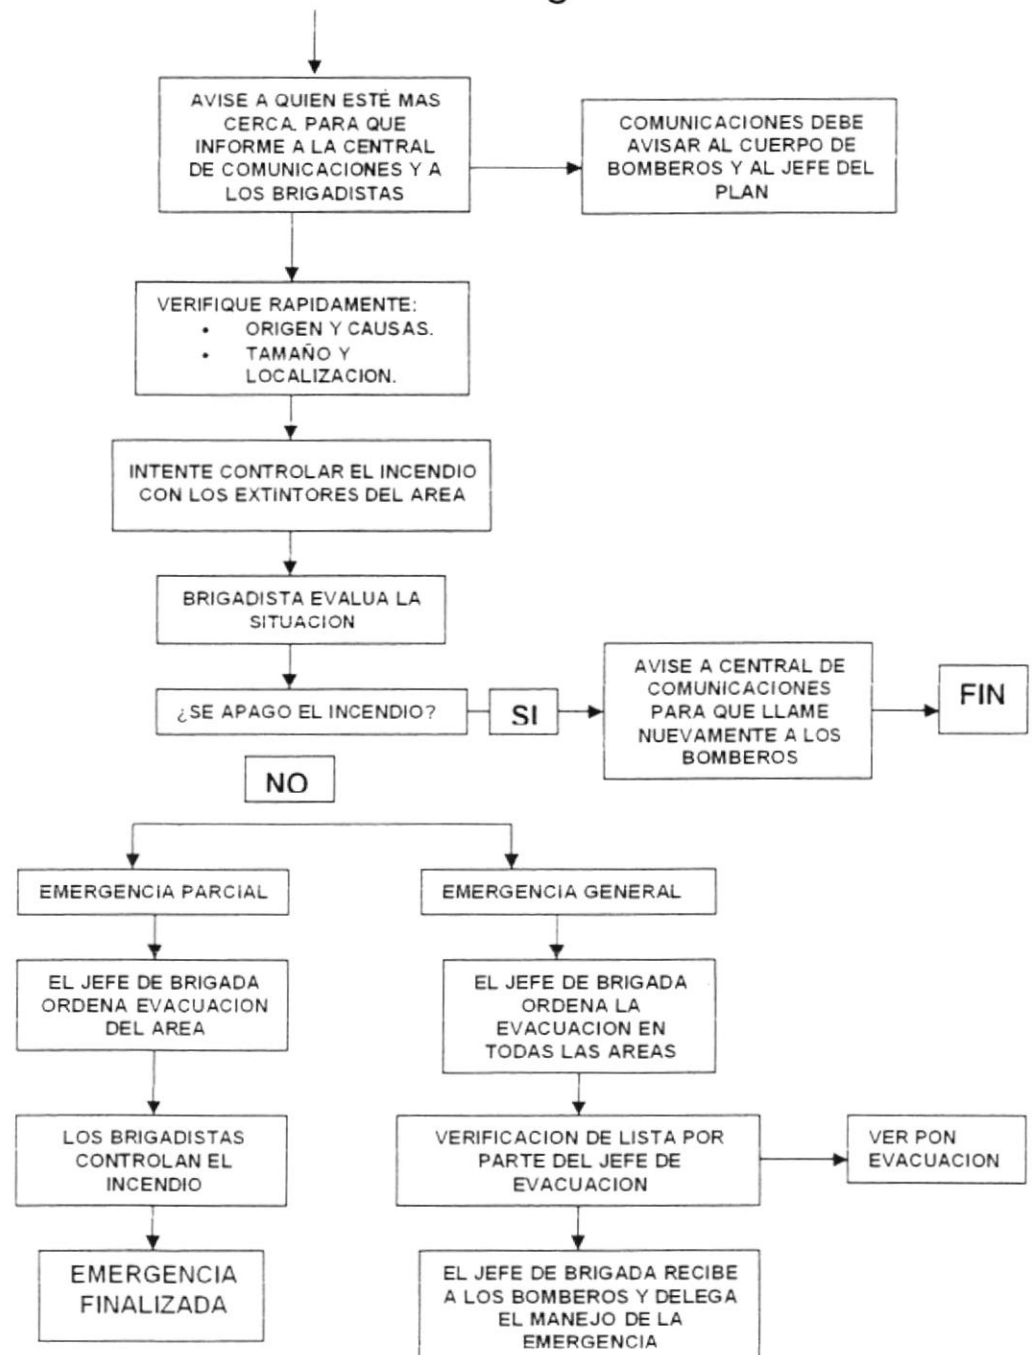 AVISE A QUIEN ESTÉ MAS
CERCA. PARA QUE
INFORME A LA CENTRAL
DE COMUNICACIONES Y A
LOS BRIGADISTAS
COMUNICACIONES DEBE
AVISAR AL CUERPO DE
BOMBEROS Y AL JEFE DEL
PLAN
VERIFIQUE RAPIDAMENTE:
• ORIGEN Y CAUSAS.
• TAMAÑO Y
LOCALIZACION.
INTENTE CONTROLAR EL INCENDIO
CON LOS EXTINTORES DEL AREA
BRIGADISTA EVALUA LA
SITUACION
¿SE APAGO EL INCENDIO?
SI
AVISE A CENTRAL DE
COMUNICACIONES
PARA QUE LLAME
NUEVAMENTE A LOS
BOMBEROS
FIN
NO
EMERGENCIA PARCIAL
EMERGENCIA GENERAL
EL JEFE DE BRIGADA
ORDENA EVACUACION
DEL AREA
EL JEFE DE BRIGADA
ORDENA LA
EVACUACION EN
TODAS LAS AREAS
LOS BRIGADISTAS
CONTROLAN EL
INCENDIO
VERIFICACION DE LISTA POR
PARTE DEL JEFE DE
EVACUACION
VER PON
EVACUACION
EMERGENCIA
FINALIZADA
EL JEFE DE BRIGADA RECIBE
A LOS BOMBEROS Y DELEGA
EL MANEJO DE LA
EMERGENCIA